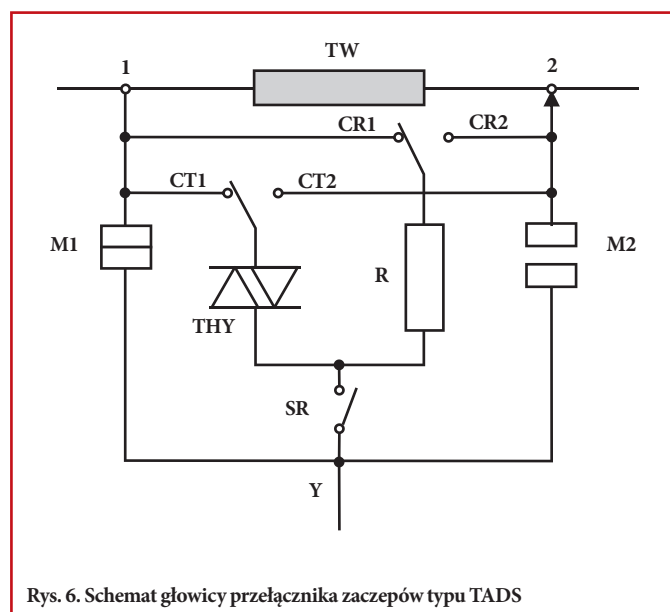 TW
1
2
CR1
CR2
CT1
CT2
M1
M2
R
THY
SR
Y
Rys. 6. Schemat głowicy przełącznika zaczepów typu TADS